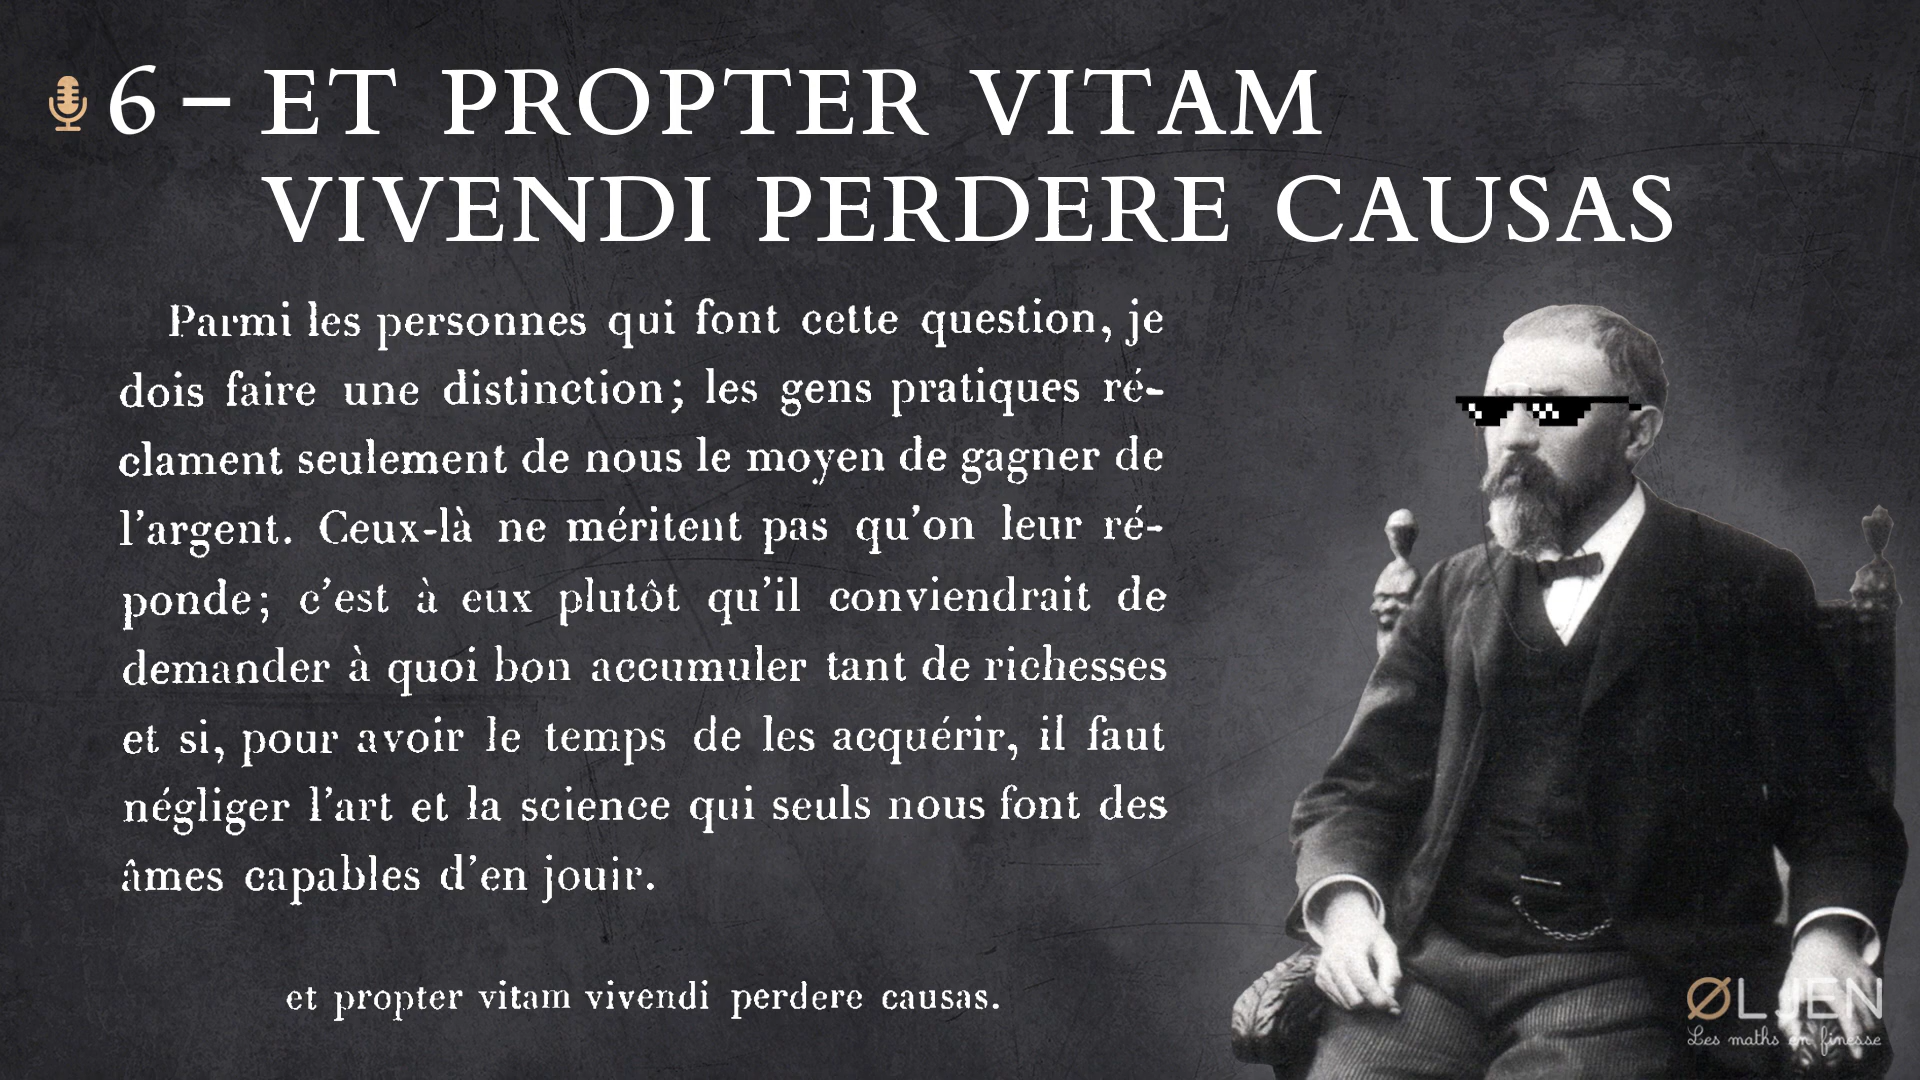 6 – ET PROPTER VITAM
VIVENDI PERDERE CAUSAS
Parmi les personnes qui font cette question, je
dois faire une distinction; les gens pratiques ré-
clament seulement de nous le moyen de gagner de
l'argent. Ceux-là ne méritent pas qu'on leur ré-
ponde; c'est à eux plutôt qu'il conviendrait de
demander à quoi bon accumuler tant de richesses
et si, pour avoir le temps de les acquérir, il faut
négliger l'art et la science qui seuls nous font des
âmes capables d'en jouir.
et propter vitam vivendi perdere causas.
ØLJEN
Les maths en finesse